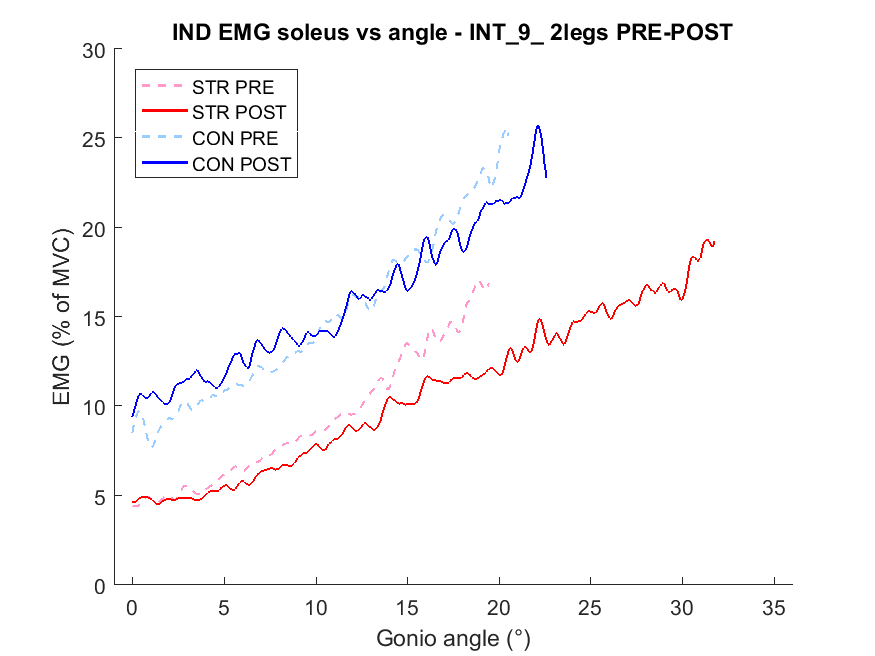 IND EMG soleus vs angle - INT_9_ 2legs PRE-POST
30
25
20
15
10
5
0
EMG (% of MVC)
STR PRE
STR POST
CON PRE
CON POST
0 5 10 15 20 25 30 35
Gonio angle (°)